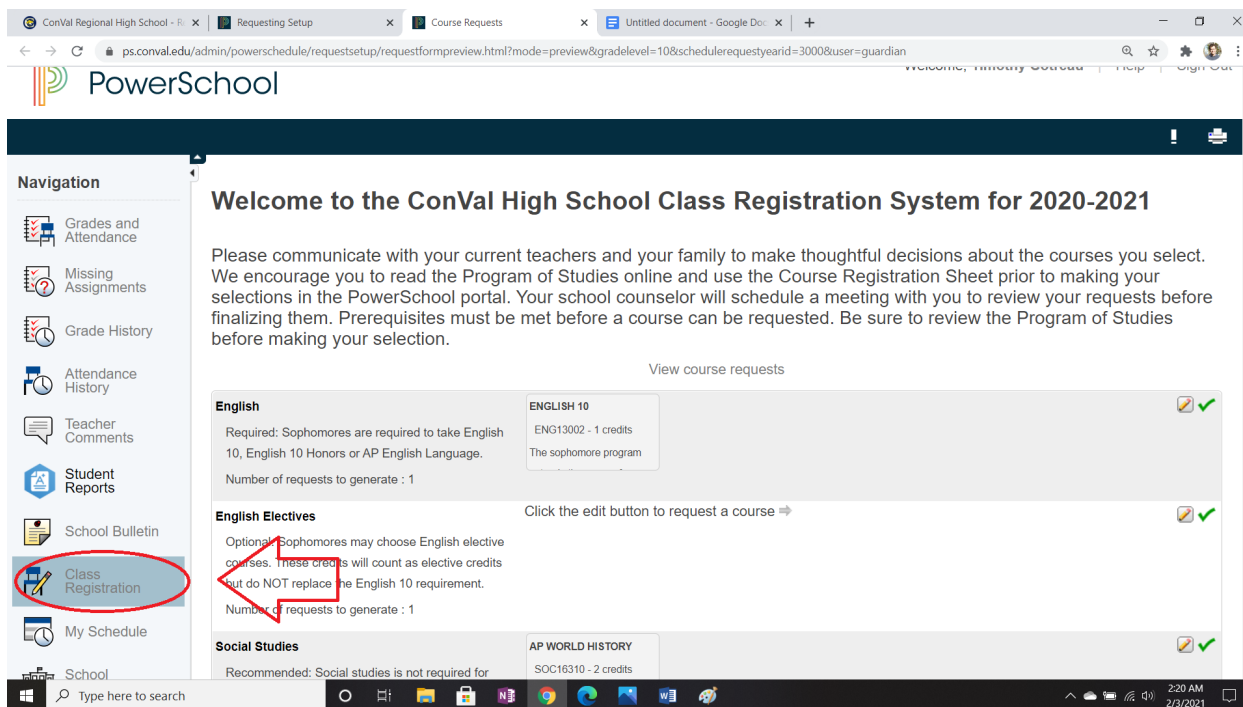 ConVal Regional High School - Re
Requesting Setup
Course Requests
Untitled document - Google Doc
ps.conval.edu/admin/powerschedule/requestsetup/requestformpreview.html?mode=preview&gradelevel=10&schedulerequestyearid=3000&user=guardian
PowerSchool
Welcome, Timothy Cotreau | Help | Sign Out
Navigation
Grades and
Attendance
Missing
Assignments
Grade History
Attendance
History
Teacher
Comments
Student
Reports
School Bulletin
Class
Registration
My Schedule
School
Welcome to the ConVal High School Class Registration System for 2020-2021
Please communicate with your current teachers and your family to make thoughtful decisions about the courses you select.
We encourage you to read the Program of Studies online and use the Course Registration Sheet prior to making your
selections in the PowerSchool portal. Your school counselor will schedule a meeting with you to review your requests before
finalizing them. Prerequisites must be met before a course can be requested. Be sure to review the Program of Studies
before making your selection.
View course requests
English
Required: Sophomores are required to take English
10, English 10 Honors or AP English Language.
Number of requests to generate : 1
ENGLISH 10
ENG13002 - 1 credits
The sophomore program
English Electives
Optional: Sophomores may choose English elective
courses. These credits will count as elective credits
but do NOT replace the English 10 requirement.
Number of requests to generate : 1
Click the edit button to request a course
Social Studies
Recommended: Social studies is not required for
AP WORLD HISTORY
SOC16310 - 2 credits
Type here to search
2:20 AM
2/3/2021